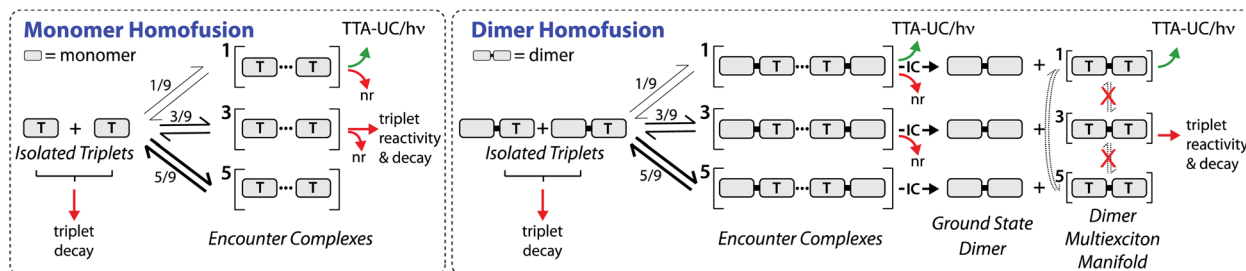 Monomer Homofusion
= monomer
T + T
Isolated Triplets
triplet
decay
1/9
3/9
5/9
1 T ••• T
3 T ••• T
5 T ••• T
TTA-UC/hν
nr
triplet
reactivity
& decay
nr
Encounter Complexes
Dimer Homofusion
= dimer
T + T
Isolated Triplets
triplet
decay
1/9
3/9
5/9
TTA-UC/hν
1 T ••• T -IC +
nr
3 T ••• T -IC +
nr
5 T ••• T -IC +
Encounter Complexes
Ground State
Dimer
TTA-UC/hν
1 T T
X
3 T T
X
5 T T
triplet
reactivity
& decay
Dimer
Multiexciton
Manifold